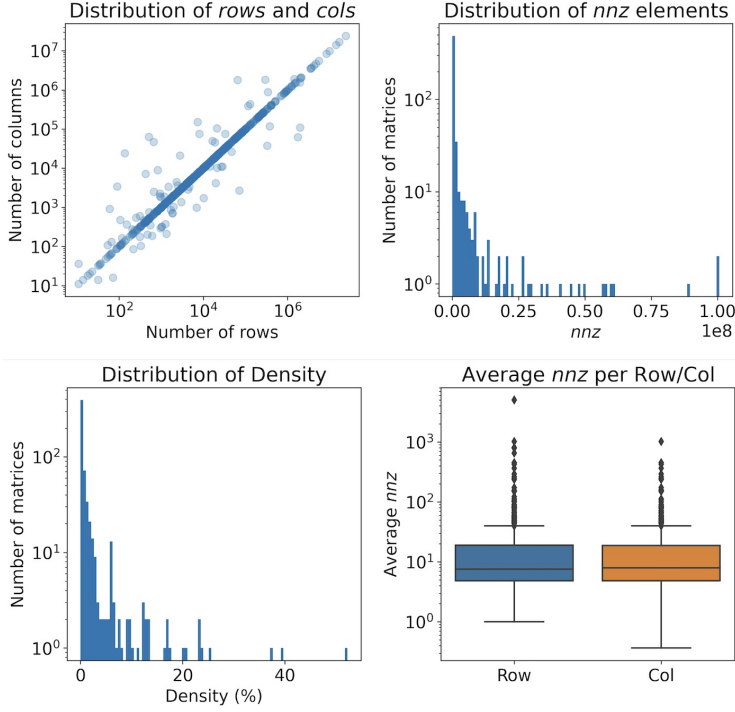 Distribution of rows and cols
Number of columns
10^7
10^6
10^5
10^4
10^3
10^2
10^1
10^2 10^4 10^6
Number of rows
Distribution of nnz elements
Number of matrices
10^2
10^1
10^0
0.00 0.25 0.50 0.75 1.00
1e8
nnz
Distribution of Density
Number of matrices
10^2
10^1
10^0
0 20 40
Density (%)
Average nnz per Row/Col
Average nnz
10^3
10^2
10^1
10^0
Row Col